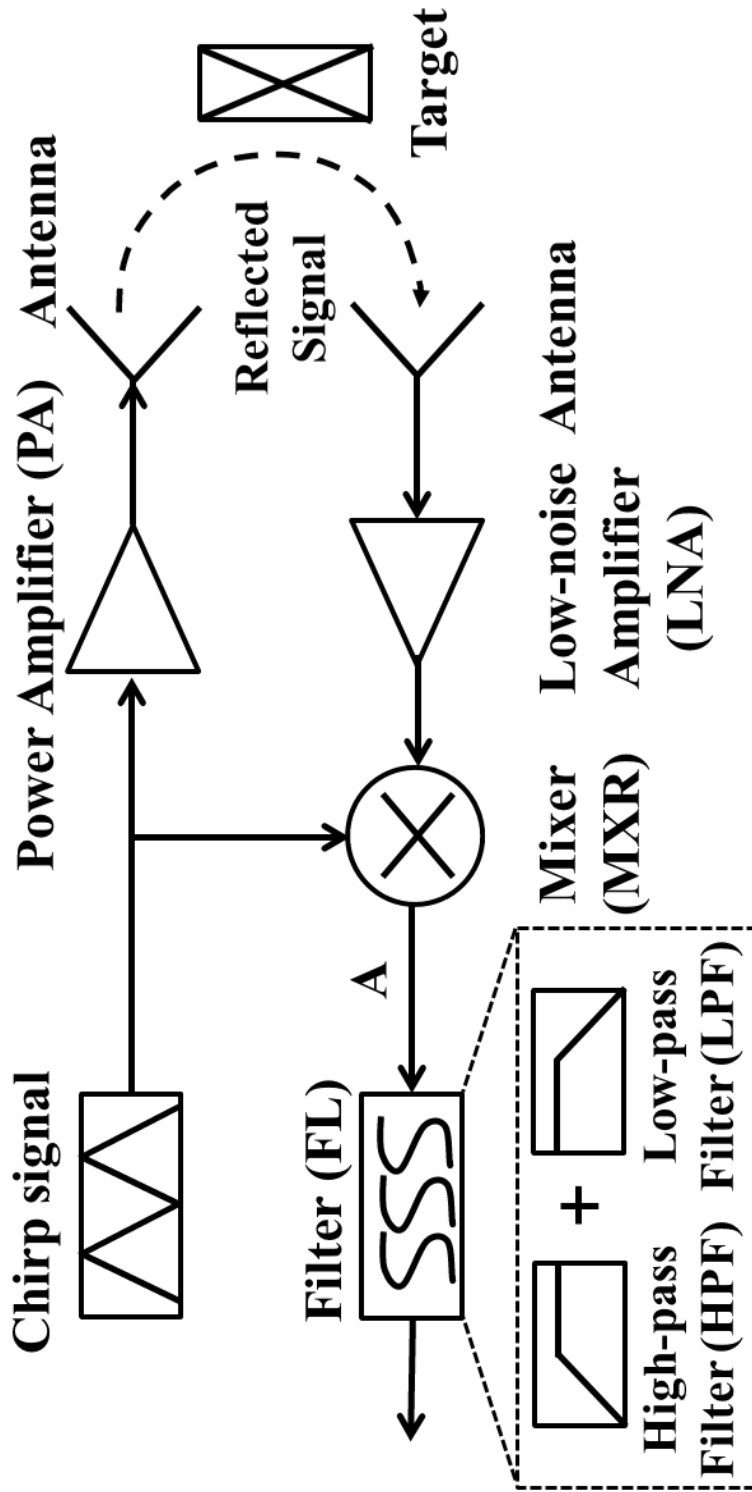 Chirp signal
Power Amplifier (PA)
Antenna
Reflected
Signal
Target
Filter (FL)
A
Mixer
(MXR)
Low-noise
Amplifier
(LNA)
Antenna
+
High-pass
Filter (HPF)
Low-pass
Filter (LPF)